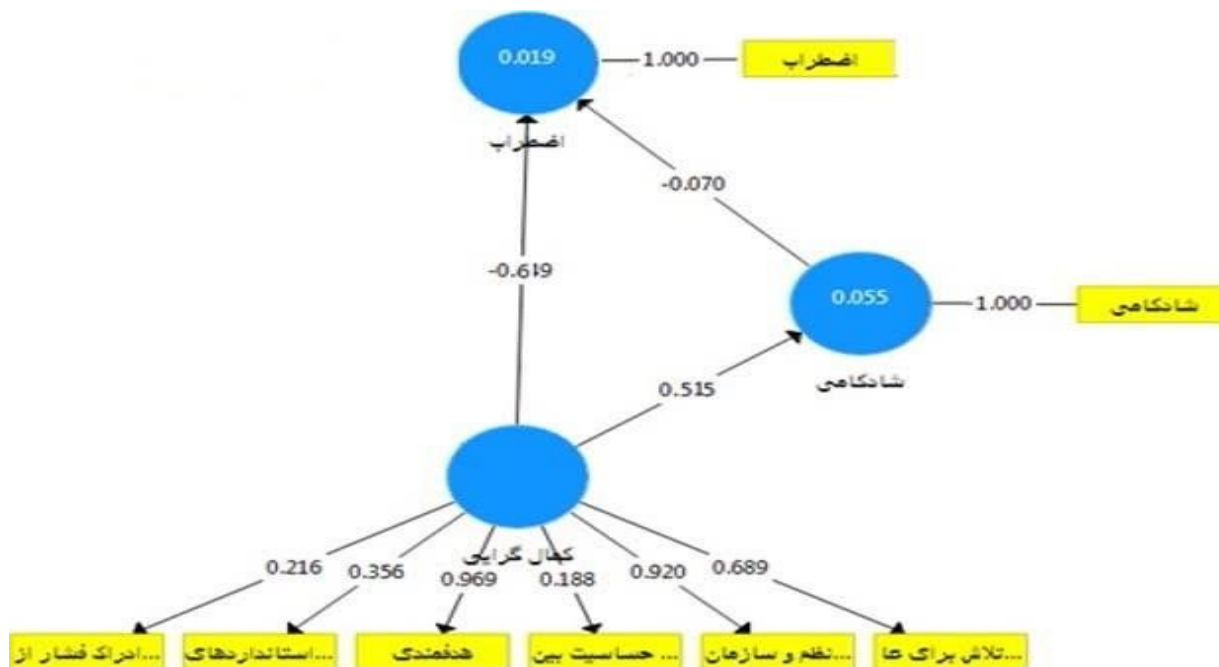 0.019
1.000
اضطراب
اضطراب
-0.070
-0.649
0.055
1.000
شادکامی
شادکامی
0.515
کمال گرایی
0.216
0.356
0.969
0.188
0.920
0.689
ادراک فشار از...
استانداردهای...
هدفمندی
حساسیت بین ...
نظم و سازمان...
تلاش برای عا...